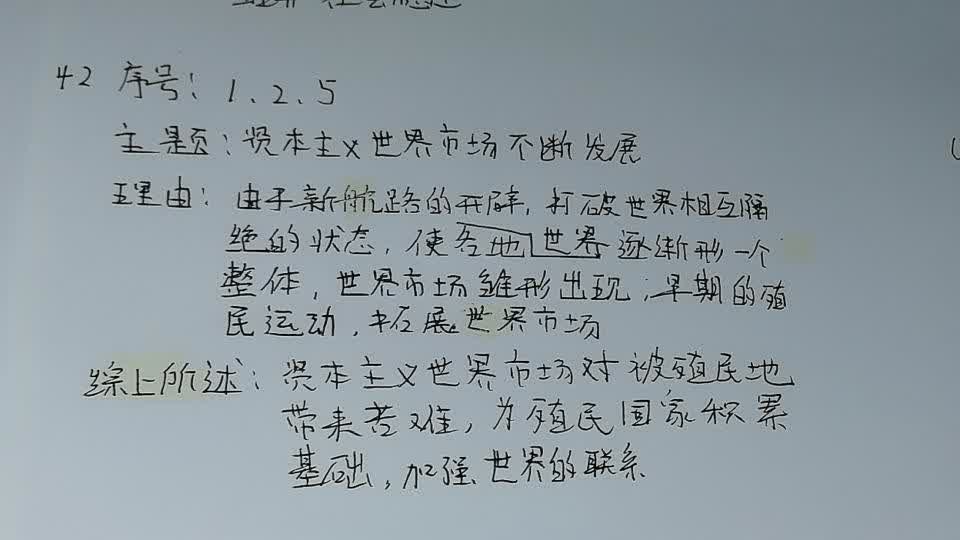 42 序号：1、2、5
主题：资本主义世界市场不断发展
理由：由于新航路的开辟，打破世界相互隔
绝的状态，使各地世界逐渐形一个
整体，世界市场雏形出现；早期的殖
民运动，拓展世界市场
综上所述：资本主义世界市场对被殖民地
带来苦难，为殖民国家积累
基础，加强世界的联系